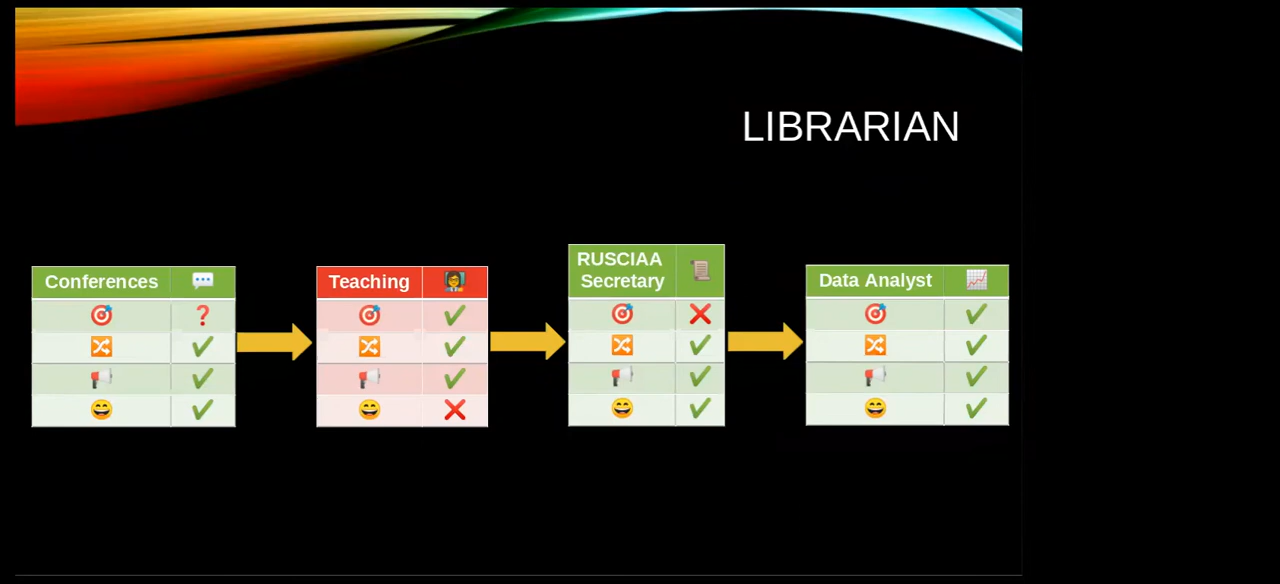 LIBRARIAN
Conferences
Teaching
RUSCIAA
Secretary
Data Analyst